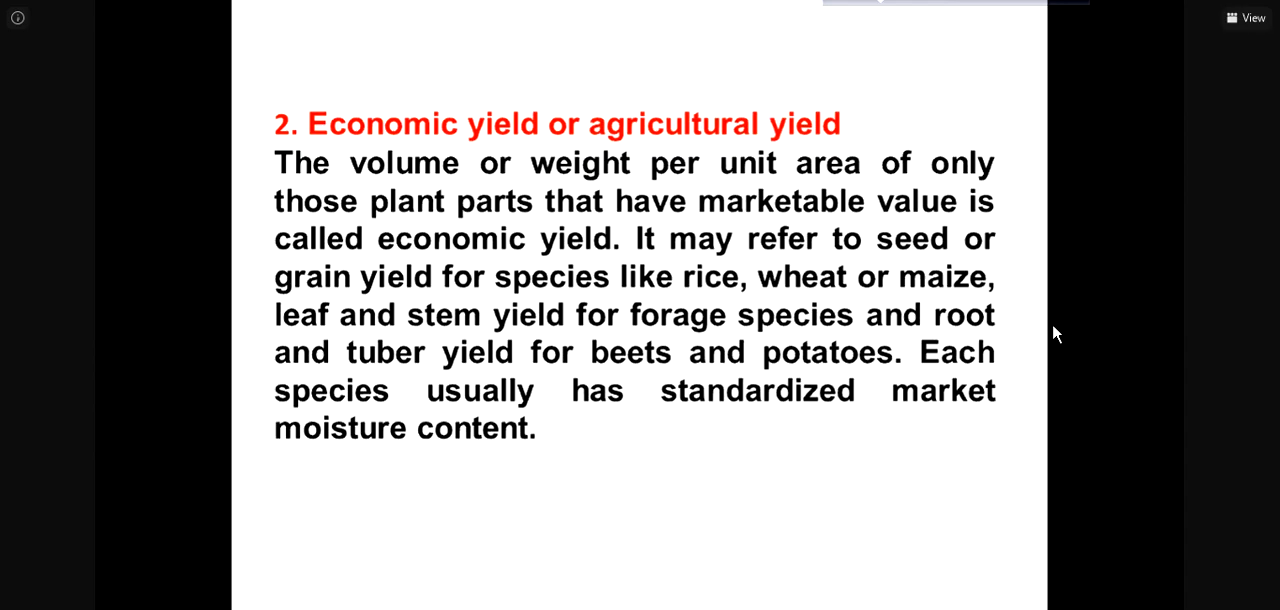 View
2. Economic yield or agricultural yield
The volume or weight per unit area of only
those plant parts that have marketable value is
called economic yield. It may refer to seed or
grain yield for species like rice, wheat or maize,
leaf and stem yield for forage species and root
and tuber yield for beets and potatoes. Each
species usually has standardized market
moisture content.